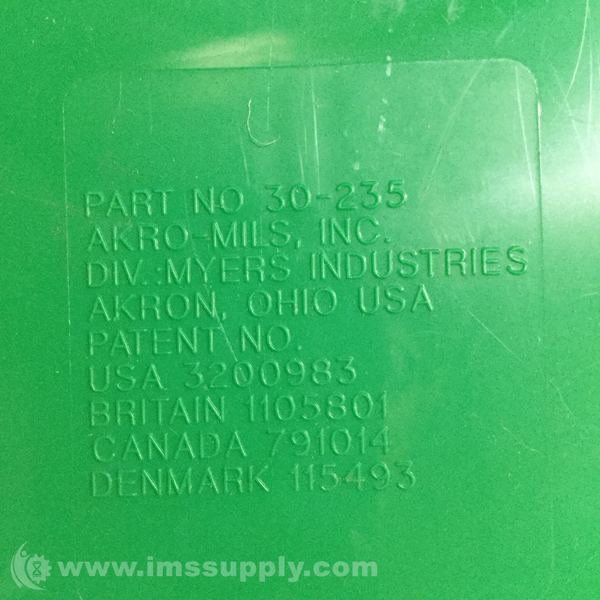 PART NO 30-235
AKRO-MILS, INC.
DIV.:MYERS INDUSTRIES
AKRON, OHIO USA
PATENT NO.
USA 3200983
BRITAIN 1105801
CANADA 791014
DENMARK 115493
www.imssupply.com